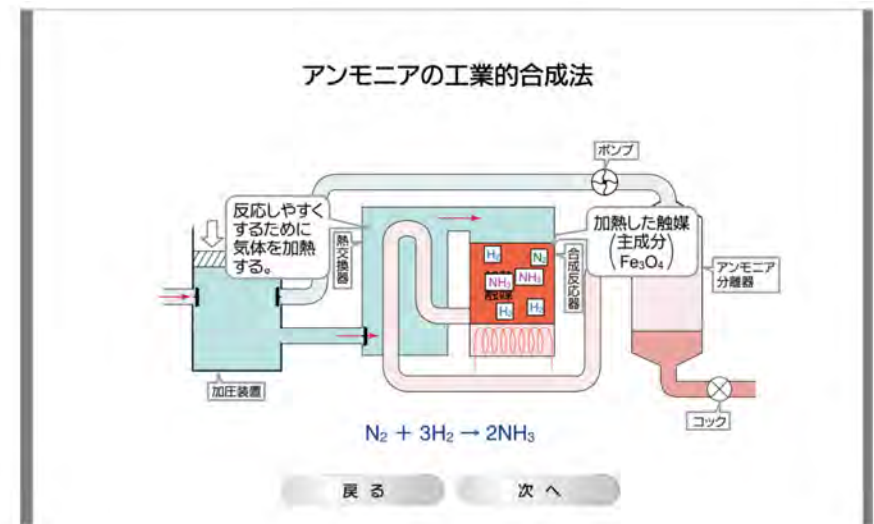 アンモニアの工業的合成法
ポンプ
反応しやすく
するために
気体を加熱
する。
熱交換器
加熱した触媒
(主成分)
Fe₃O₄
合成反応器
H₂
N₂
NH₃
NH₃
H₂
H₂
アンモニア
分離器
加圧装置
コック
N₂ + 3H₂ → 2NH₃
戻る
次へ